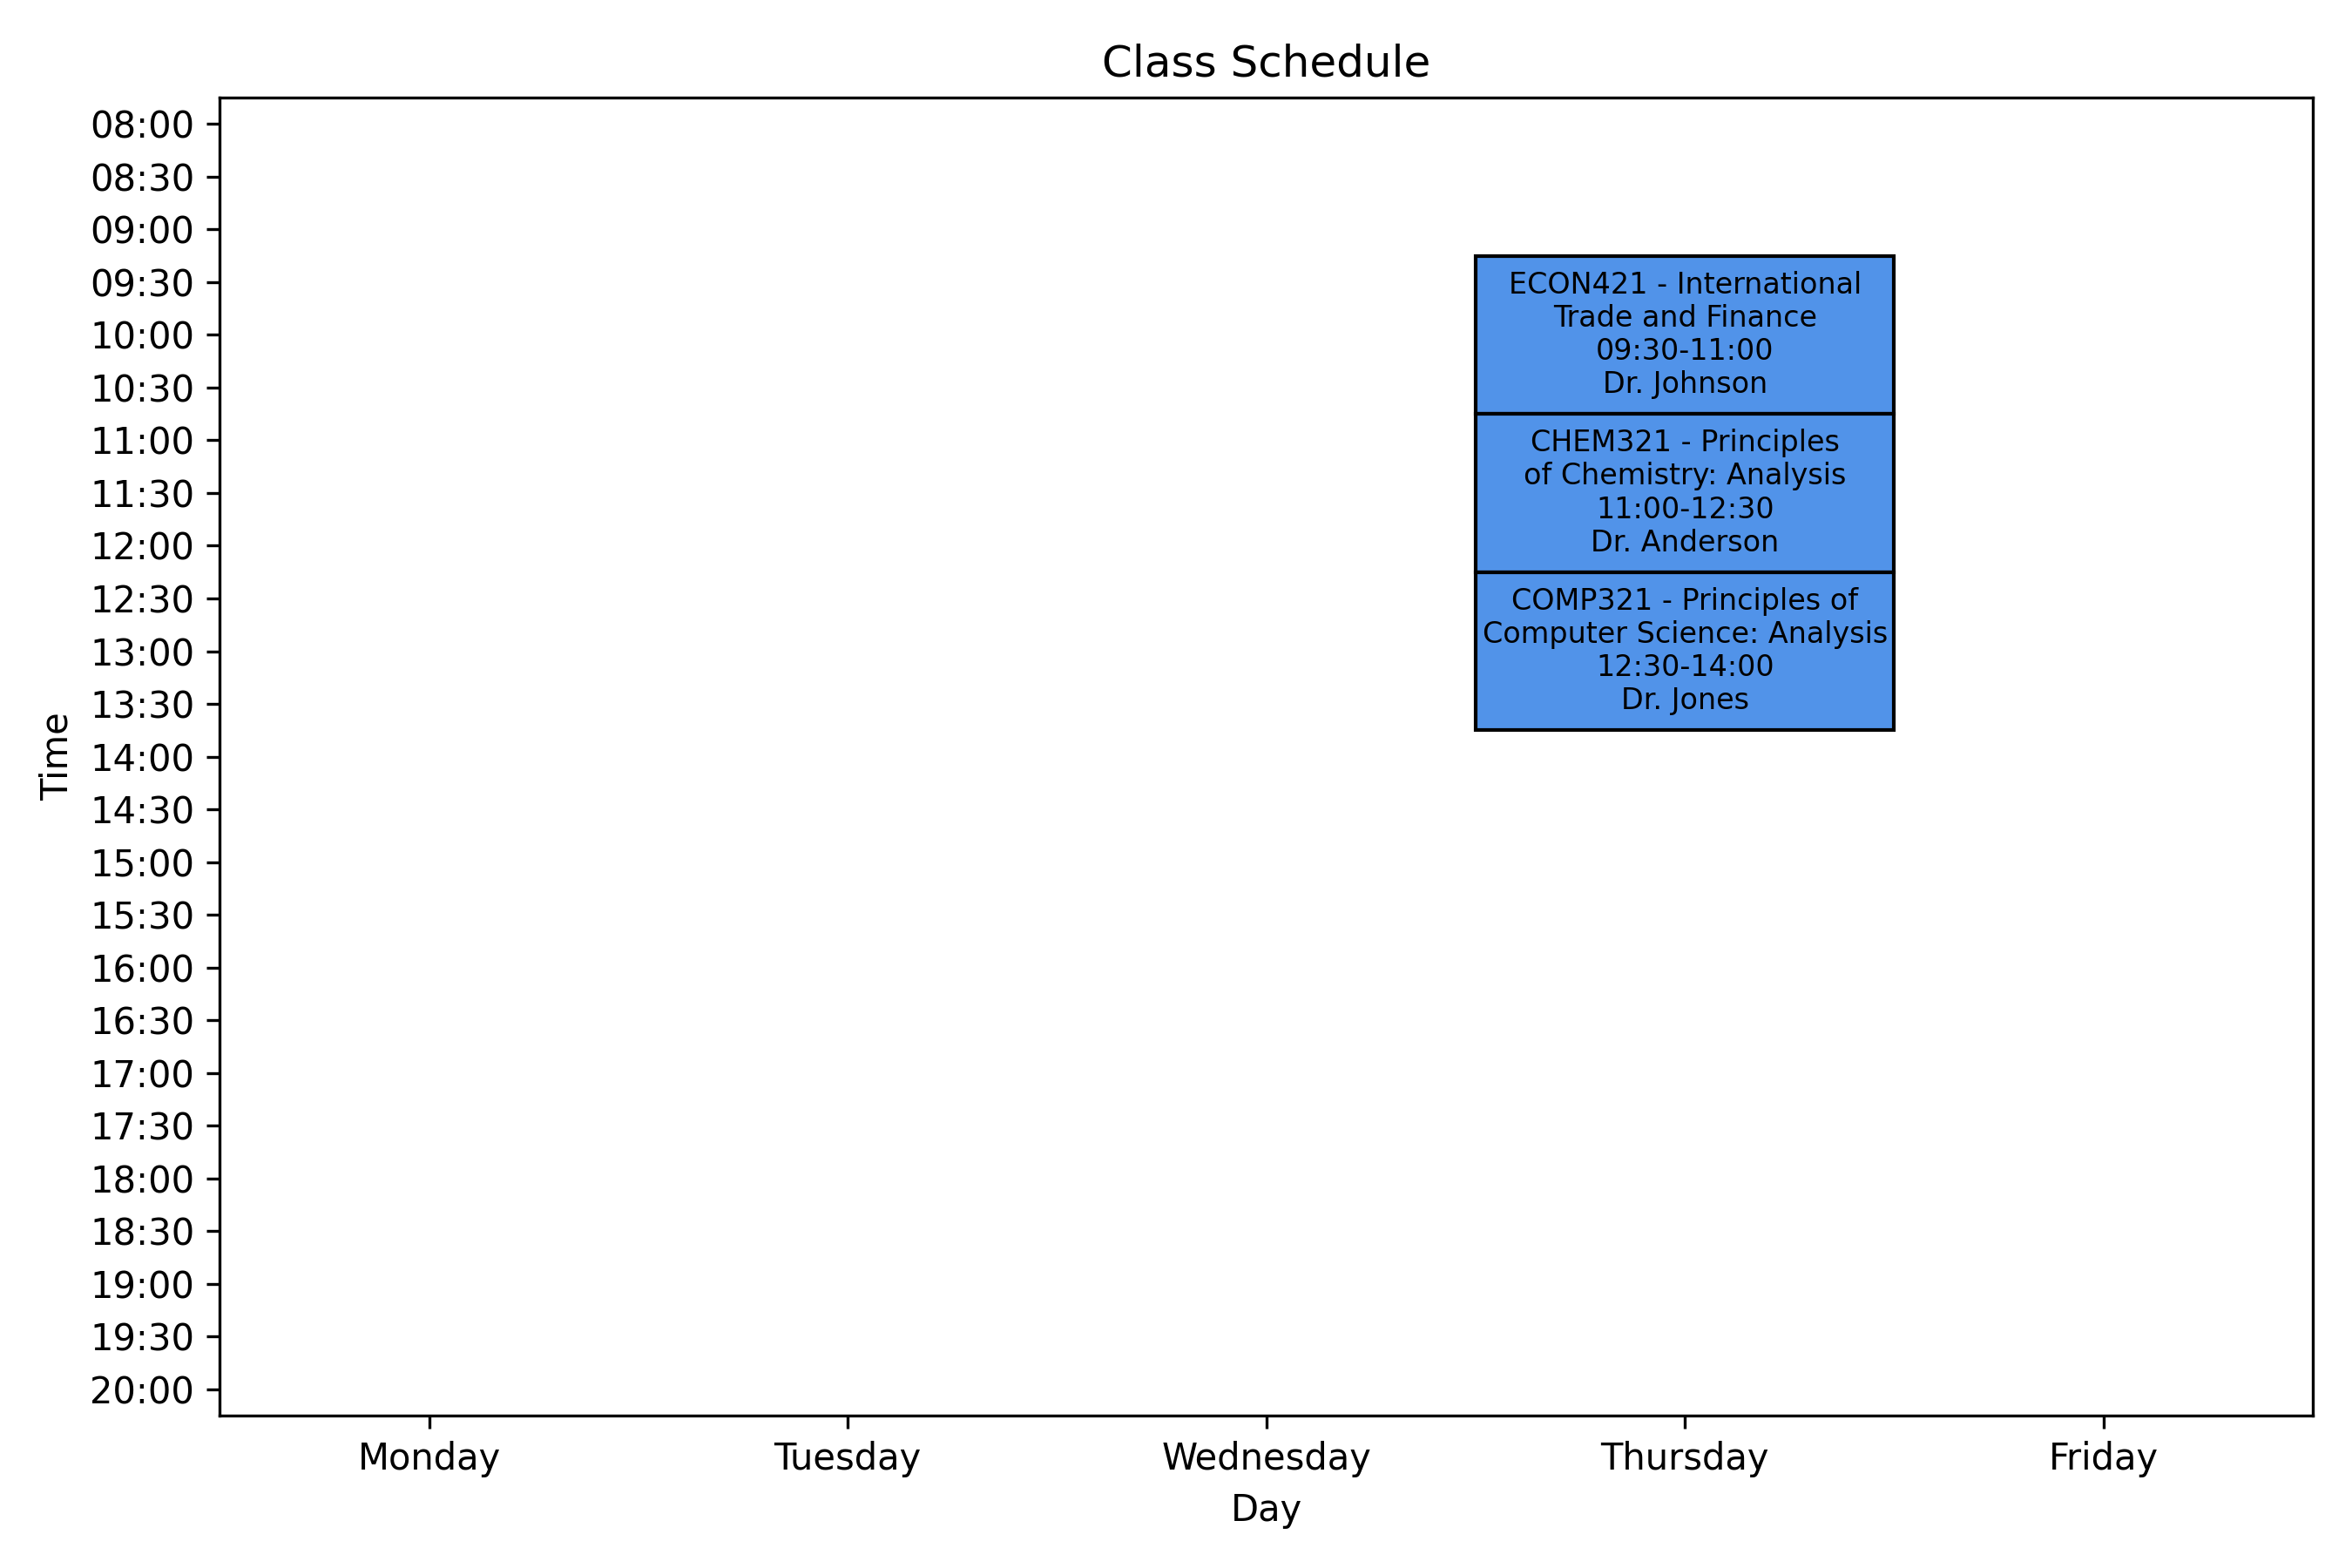 Class Schedule
08:00
08:30
09:00
09:30
10:00
10:30
11:00
11:30
12:00
12:30
13:00
13:30
14:00
14:30
15:00
15:30
16:00
16:30
17:00
17:30
18:00
18:30
19:00
19:30
20:00
Time
ECON421 - International
Trade and Finance
09:30-11:00
Dr. Johnson
CHEM321 - Principles
of Chemistry: Analysis
11:00-12:30
Dr. Anderson
COMP321 - Principles of
Computer Science: Analysis
12:30-14:00
Dr. Jones
Monday
Tuesday
Wednesday
Thursday
Friday
Day